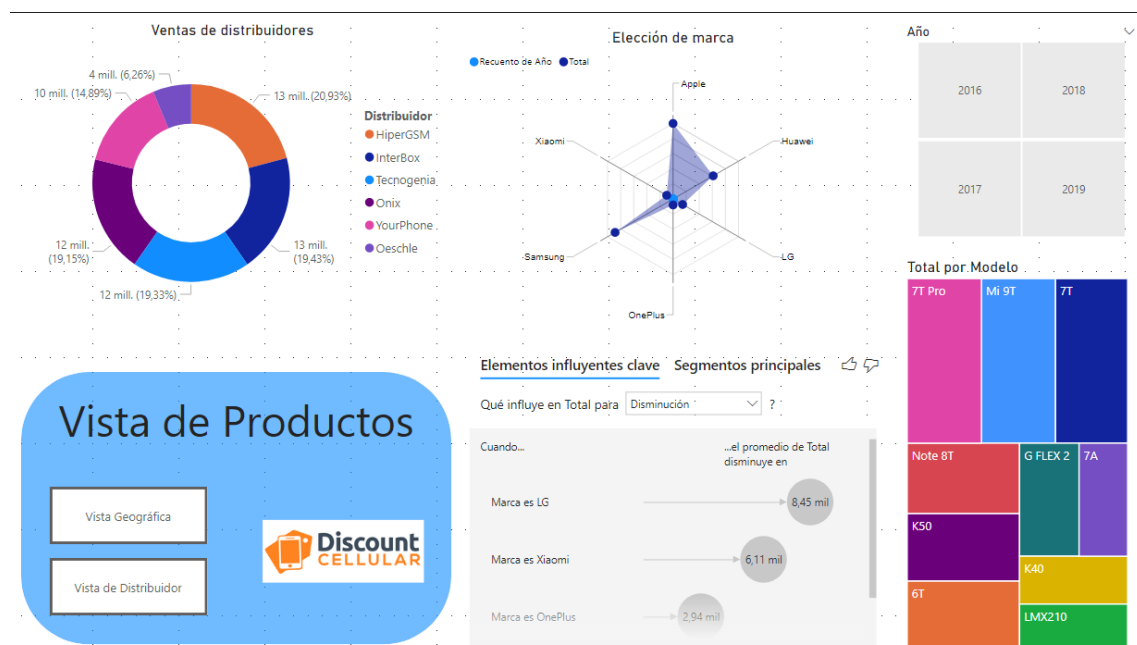 Ventas de distribuidores
4 mill. (6,26%)
10 mill. (14,89%)
13 mill. (20,93%)
12 mill.
(19,15%)
13 mill.
(19,43%)
12 mill. (19,33%)
Distribuidor
HiperGSM
InterBox
Tecnogenia
Onix
YourPhone
Oeschle
Elección de marca
Recuento de Año
Total
Apple
Xiaomi
Huawei
Samsung
LG
OnePlus
Año
2016
2018
2017
2019
Total por Modelo
7T Pro
Mi 9T
7T
Note 8T
G FLEX 2
7A
K50
K40
6T
LMX210
Vista de Productos
Vista Geográfica
Vista de Distribuidor
Discount
CELLULAR
Elementos influyentes clave
Segmentos principales
Qué influye en Total para
Disminución
?
Cuando...
...el promedio de Total
disminuye en
Marca es LG
8,45 mil
Marca es Xiaomi
6,11 mil
Marca es OnePlus
2,94 mil